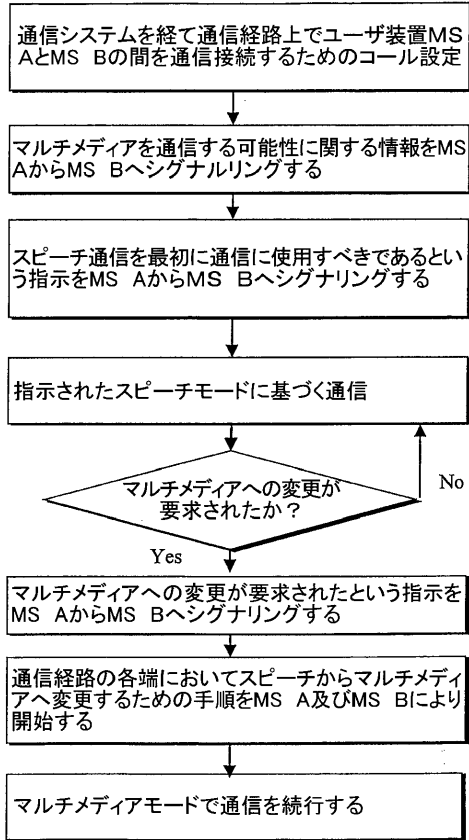 通信システムを経て通信経路上でユーザ装置MS
AとMS Bの間を通信接続するためのコール設定
マルチメディアを通信する可能性に関する情報をMS
AからMS Bへシグナルリングする
スピーチ通信を最初に通信に使用すべきであるとい
う指示をMS AからMS Bへシグナリングする
指示されたスピーチモードに基づく通信
マルチメディアへの変更が
要求されたか？
No
Yes
マルチメディアへの変更が要求されたという指示を
MS AからMS Bへシグナリングする
通信経路の各端においてスピーチからマルチメディ
アへ変更するための手順をMS A及びMS Bにより
開始する
マルチメディアモードで通信を続行する